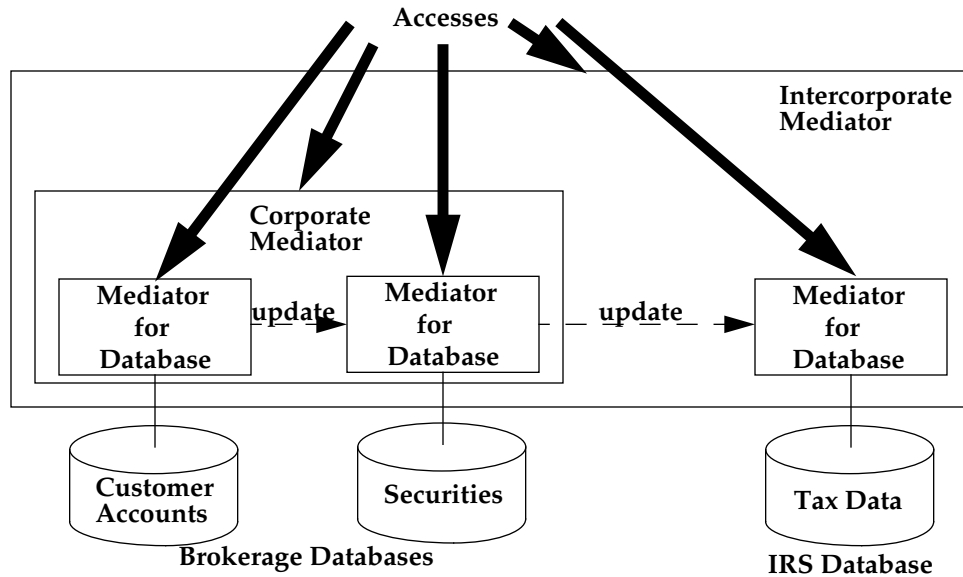 Accesses
Intercorporate
Mediator
Corporate
Mediator
Mediator
for
Database
update
Mediator
for
Database
update
Mediator
for
Database
Customer
Accounts
Securities
Tax Data
Brokerage Databases
IRS Database